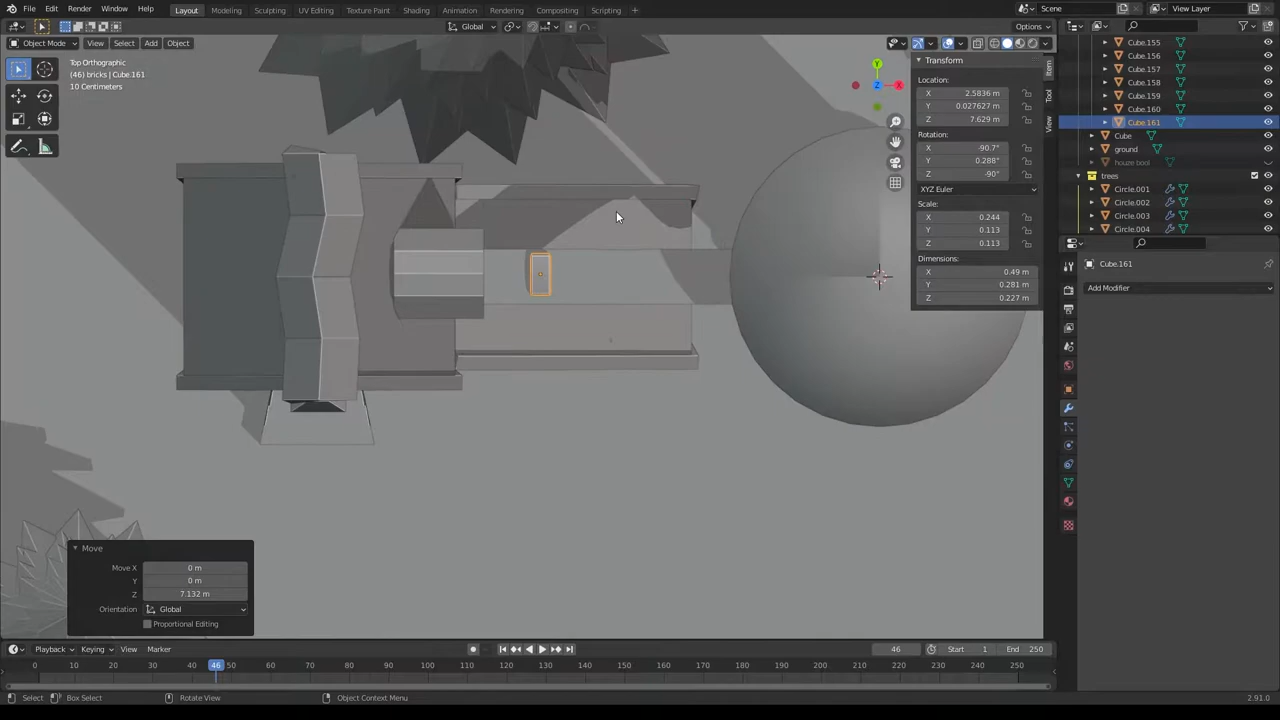 File Edit Render Window Help Layout Modeling Sculpting UV Editing Texture Paint Shading Animation Rendering Compositing Scripting + Scene View Layer
Global Options
Object Mode View Select Add Object
Top Orthographic
(46) bricks | Cube.161
10 Centimeters
Y
X
Z
Transform
Location:
X 2.5836 m
Y 0.027627 m
Z 7.629 m
Rotation:
X -90.7°
Y 0.288°
Z -90°
XYZ Euler
Scale:
X 0.244
Y 0.113
Z 0.113
Dimensions:
X 0.49 m
Y 0.281 m
Z 0.227 m
Item
Tool
View
Cube.155
Cube.156
Cube.157
Cube.158
Cube.159
Cube.160
Cube.161
Cube
ground
houze bool
trees
Circle.001
Circle.002
Circle.003
Circle.004
Cube.161
Add Modifier
Move
Move X 0 m
Y 0 m
Z 7.132 m
Orientation Global
Proportional Editing
Playback Keying View Marker 46 Start 1 End 250
0 10 20 30 40 46 50 60 70 80 90 100 110 120 130 140 150 160 170 180 190 200 210 220 230 240 250
Select Box Select Rotate View Object Context Menu 2.91.0